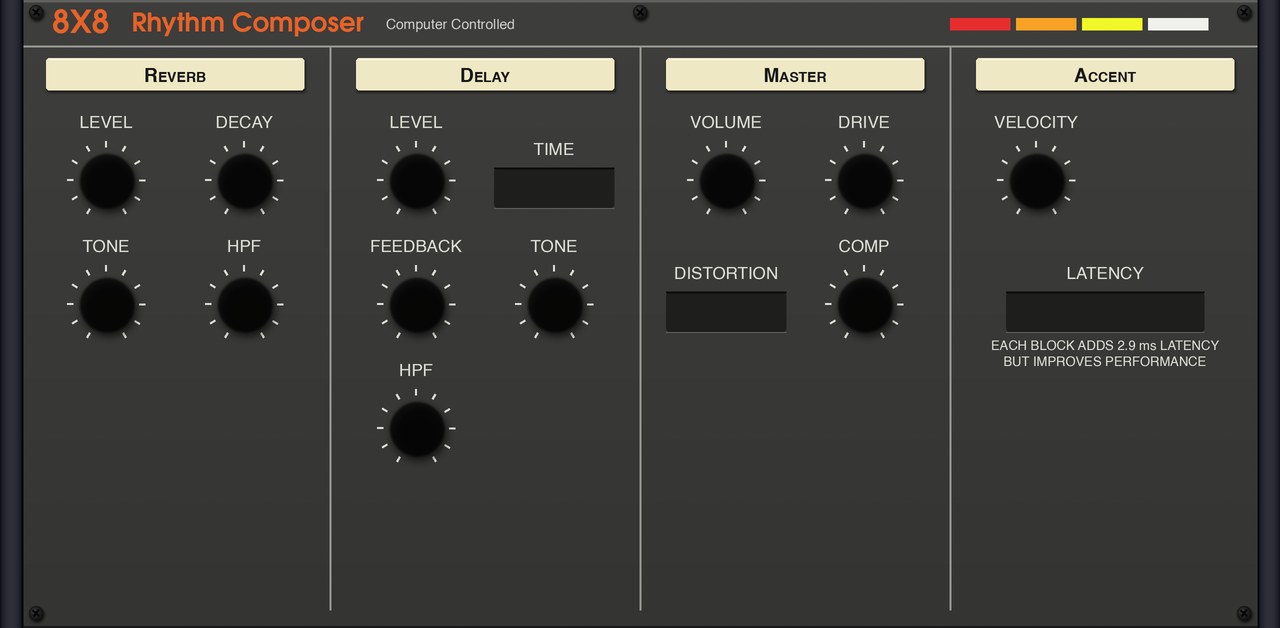 8X8 Rhythm Composer Computer Controlled
REVERB
LEVEL DECAY
TONE HPF
DELAY
LEVEL
TIME
FEEDBACK TONE
HPF
MASTER
VOLUME DRIVE
COMP
DISTORTION
ACCENT
VELOCITY
LATENCY
EACH BLOCK ADDS 2.9 ms LATENCY
BUT IMPROVES PERFORMANCE